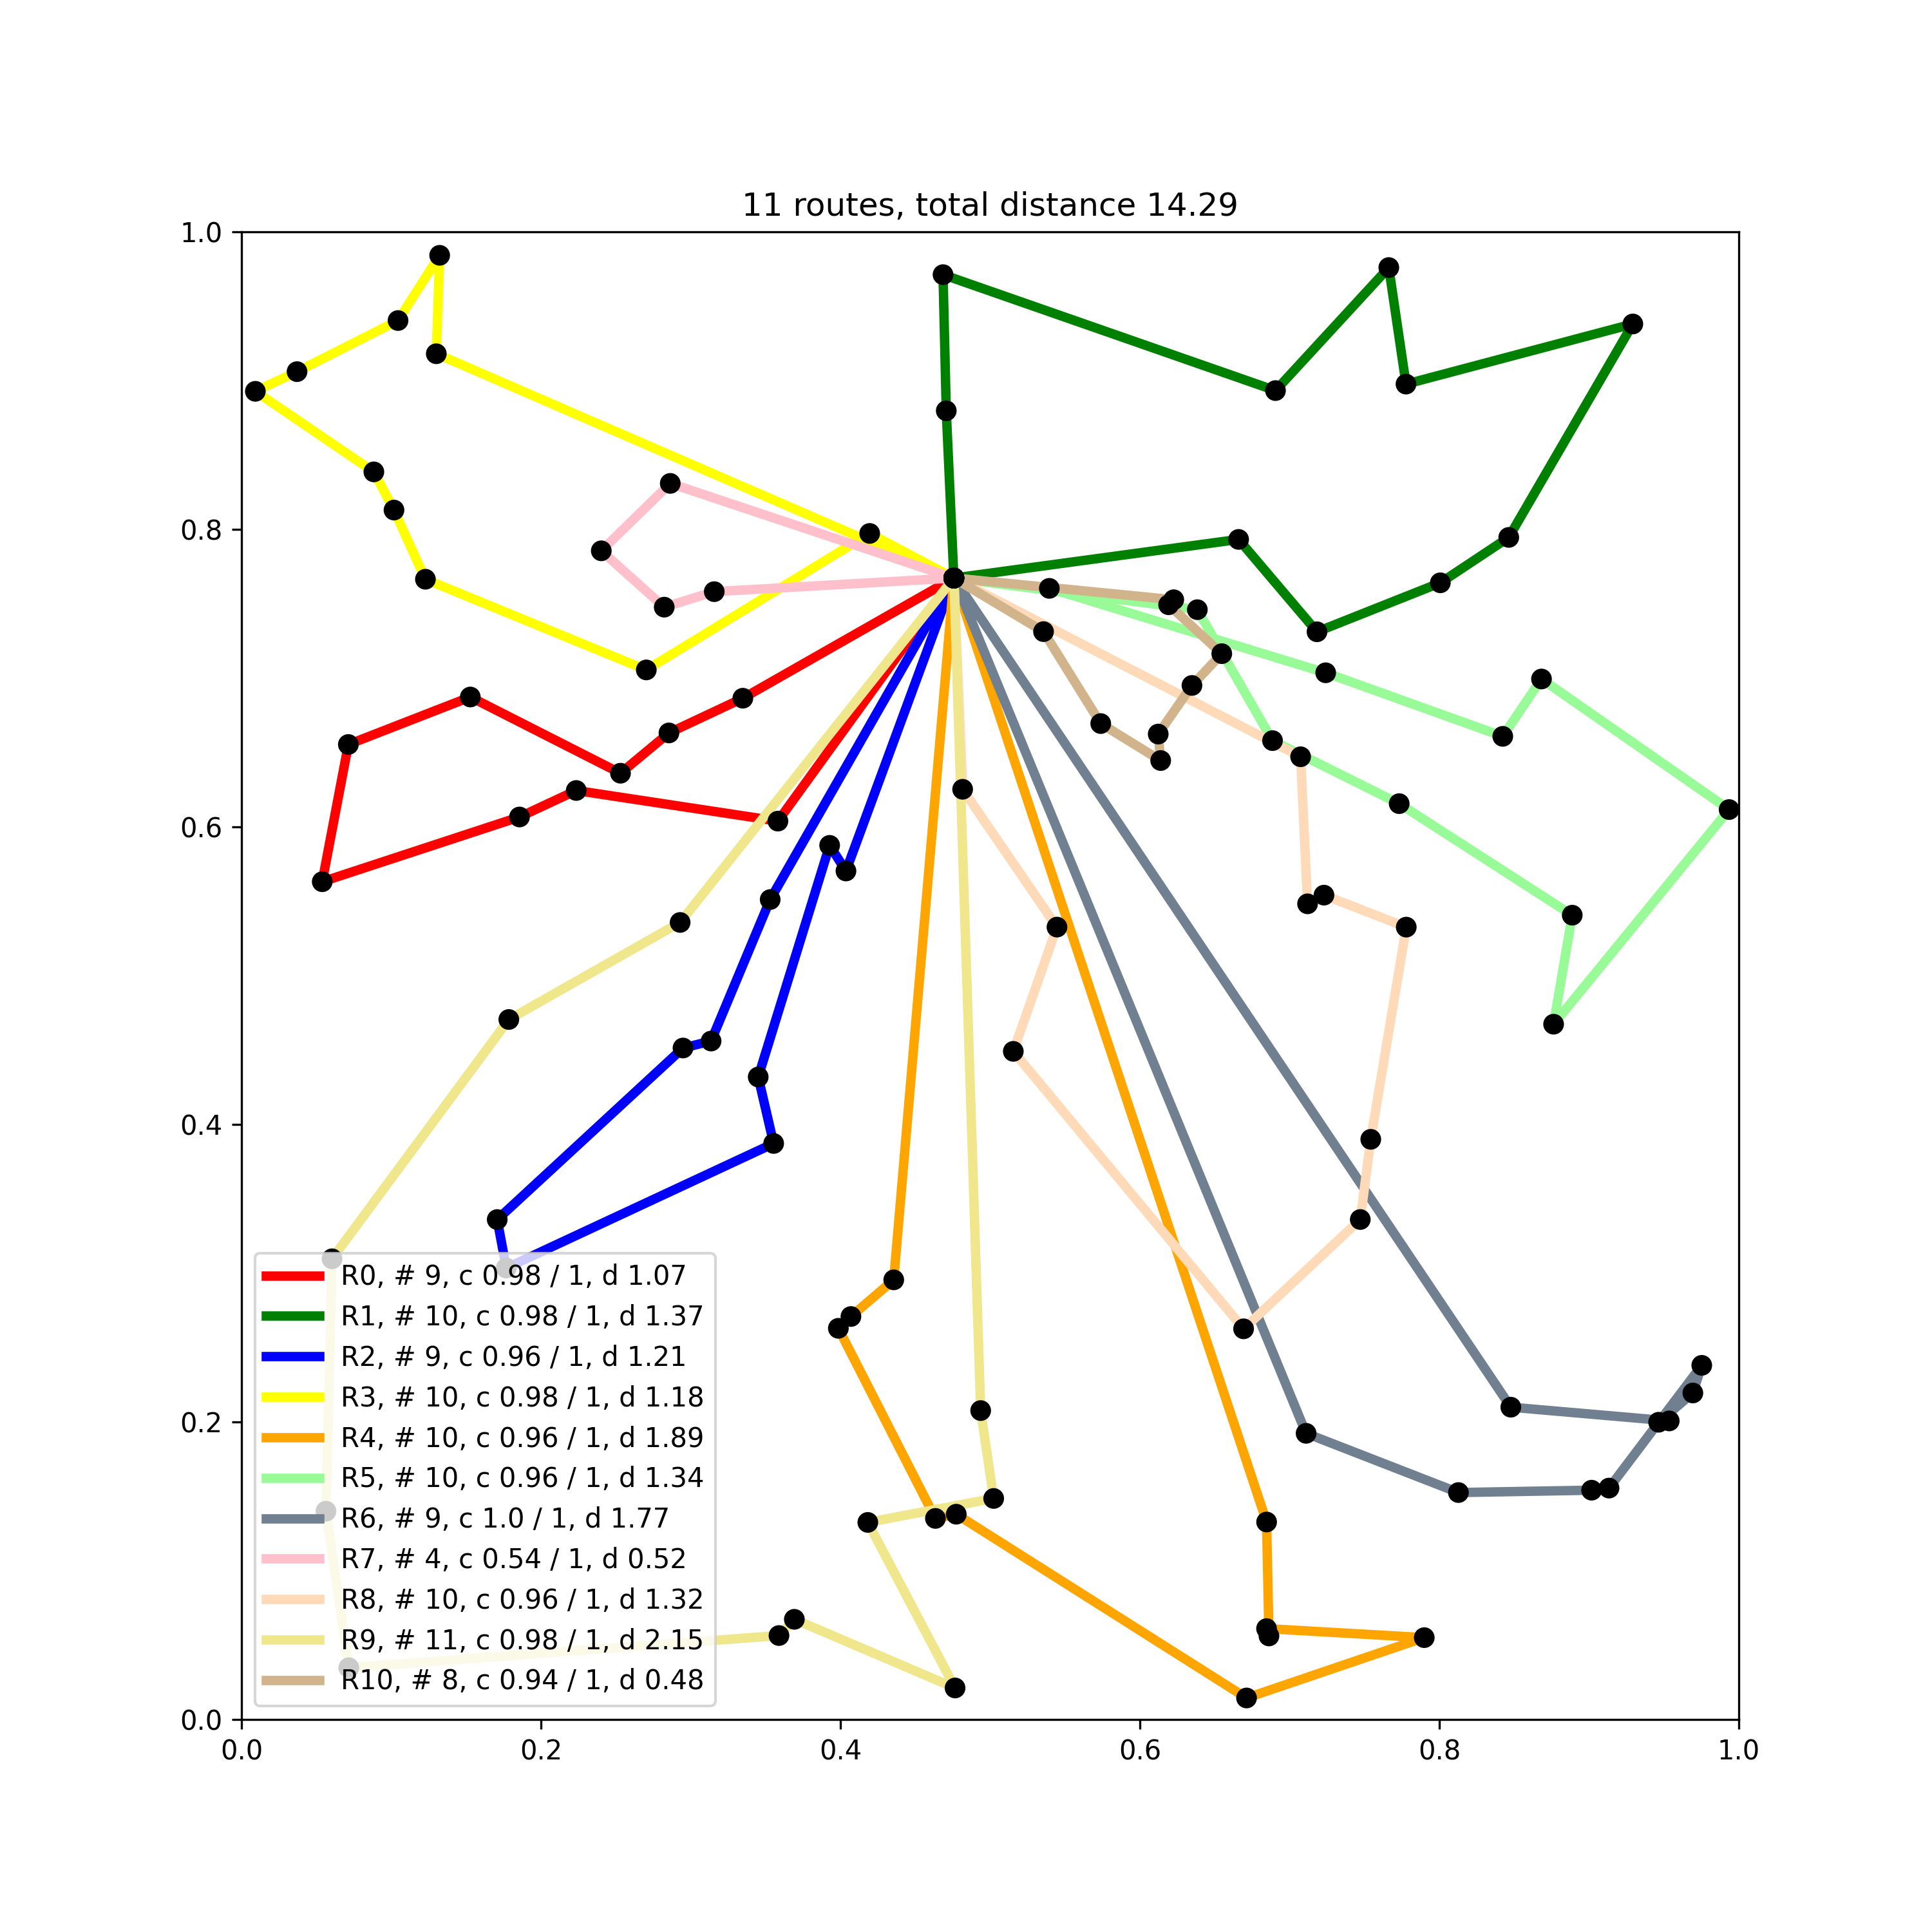 11 routes, total distance 14.29
1.0
0.8
0.6
0.4
0.2
0.0
R0, # 9, c 0.98 / 1, d 1.07
R1, # 10, c 0.98 / 1, d 1.37
R2, # 9, c 0.96 / 1, d 1.21
R3, # 10, c 0.98 / 1, d 1.18
R4, # 10, c 0.96 / 1, d 1.89
R5, # 10, c 0.96 / 1, d 1.34
R6, # 9, c 1.0 / 1, d 1.77
R7, # 4, c 0.54 / 1, d 0.52
R8, # 10, c 0.96 / 1, d 1.32
R9, # 11, c 0.98 / 1, d 2.15
R10, # 8, c 0.94 / 1, d 0.48
0.0 0.2 0.4 0.6 0.8 1.0